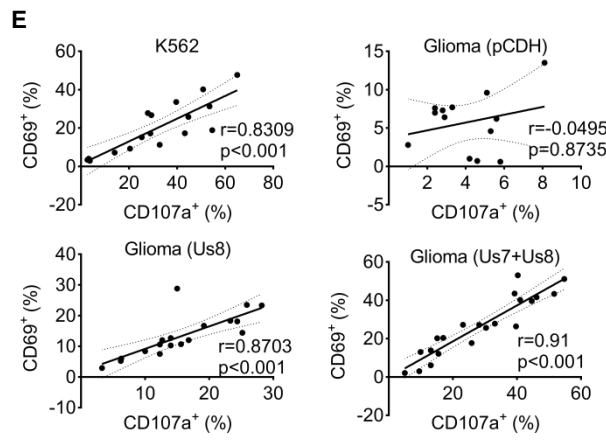 E
K562
60
40
20
0
-20
0
20
40
60
80
CD69+ (%)
CD107a+ (%)
r=0.8309
p<0.001
Glioma (pCDH)
15
10
5
0
-5
0
2
4
6
8
10
CD69+ (%)
CD107a+ (%)
r=-0.0495
p=0.8735
Glioma (Us8)
40
30
20
10
0
-10
0
10
20
30
CD69+ (%)
CD107a+ (%)
r=0.8703
p<0.001
Glioma (Us7+Us8)
80
60
40
20
0
-20
0
20
40
60
CD69+ (%)
CD107a+ (%)
r=0.91
p<0.001